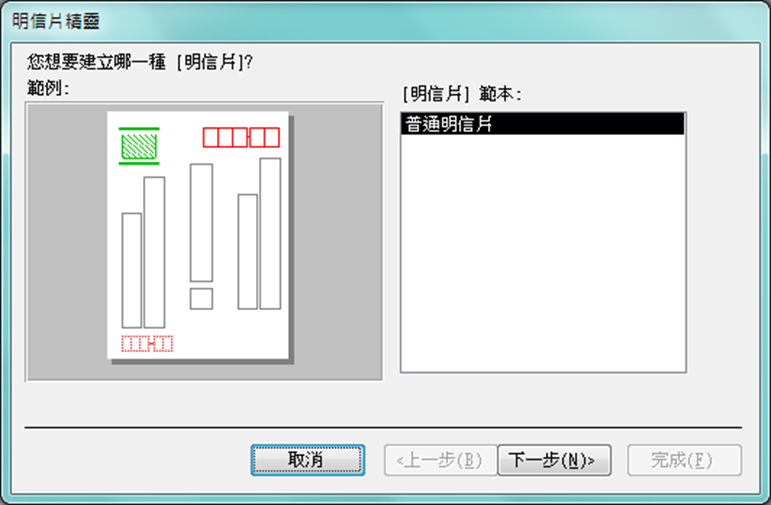 明信片精靈
您想要建立哪一種 [明信片]?
範例:
[明信片] 範本:
普通明信片
取消
<上一步(B)
下一步(N)>
完成(F)